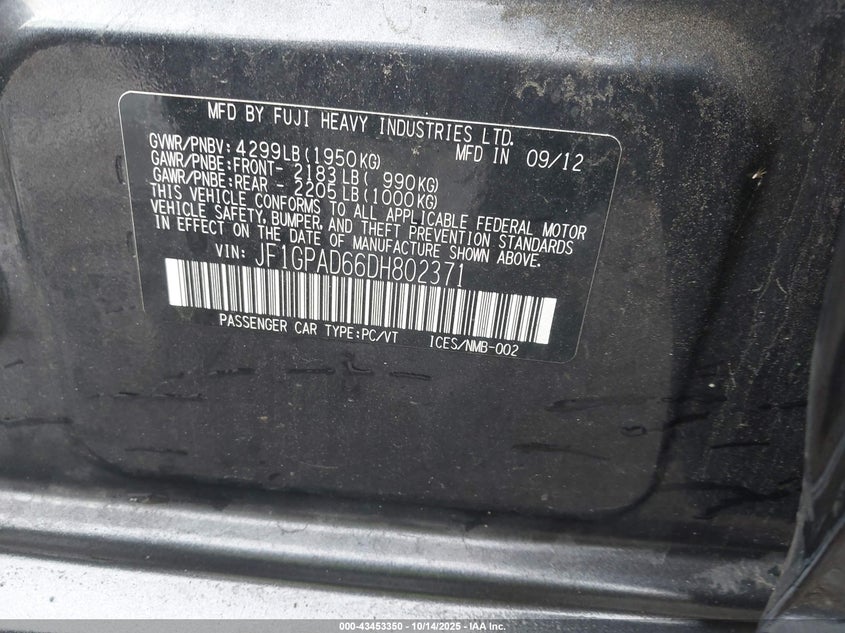 MFD BY FUJI HEAVY INDUSTRIES LTD.
GVWR/PNBV: 4299LB(1950KG) MFD IN 09/12
GAWR/PNBE:FRONT- 2183LB( 990KG)
GAWR/PNBE:REAR - 2205LB(1000KG)
THIS VEHICLE CONFORMS TO ALL APPLICABLE FEDERAL MOTOR
VEHICLE SAFETY, BUMPER, AND THEFT PREVENTION STANDARDS
IN EFFECT ON THE DATE OF MANUFACTURE SHOWN ABOVE.
VIN: JF1GPAD66DH802371
PASSENGER CAR TYPE:PC/VT ICES/NMB-002
000-43453350 - 10/14/2025 - IAA Inc.